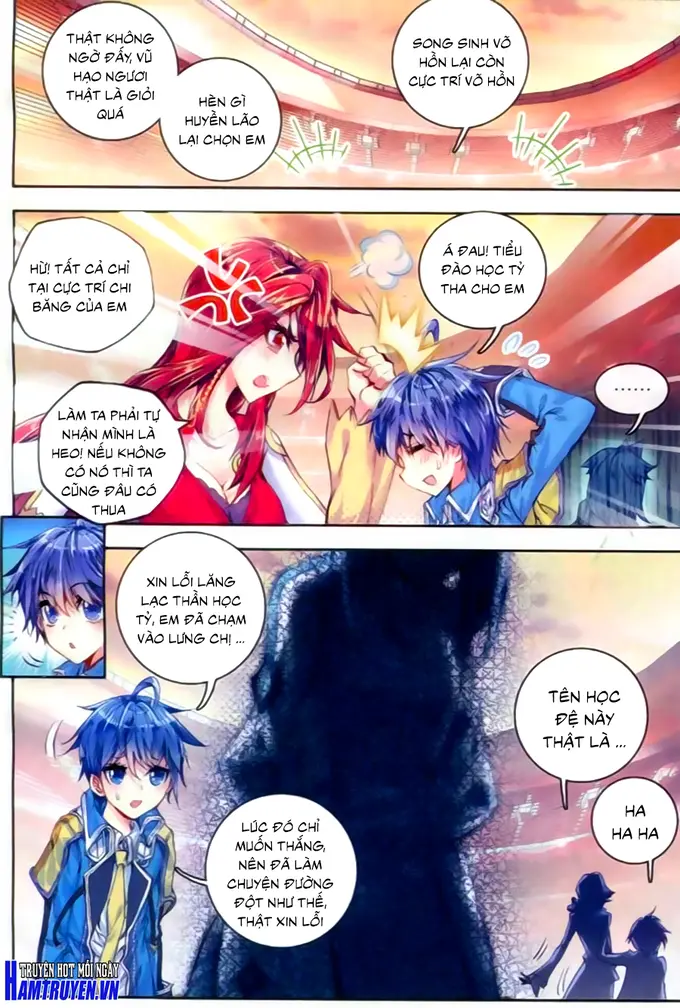 THẬT KHÔNG
NGỜ ĐẤY, VŨ
HẠO NGƯƠI
THẬT LÀ GIỎI
QUÁ
HÈN GÌ
HUYỀN LÃO
LẠI CHỌN EM
SONG SINH VÕ
HỒN LẠI CÒN
CỰC TRÍ VÕ HỒN
HỪ! TẤT CẢ CHỈ
TẠI CỰC TRÍ CHI
BĂNG CỦA EM
Á ĐAU! TIỂU
ĐÀO HỌC TỶ
THA CHO EM
......
LÀM TA PHẢI TỰ
NHẬN MÌNH LÀ
HEO! NẾU KHÔNG
CÓ NÓ THÌ TA
CŨNG ĐÂU CÓ
THUA
XIN LỖI LĂNG
LẠC THẦN HỌC
TỶ, EM ĐÃ CHẠM
VÀO LƯNG CHỊ ...
TÊN HỌC
ĐỆ NÀY
THẬT LÀ ...
HA
HA HA
LÚC ĐÓ CHỈ
MUỐN THẮNG,
NÊN ĐÃ LÀM
CHUYỆN ĐƯỜNG
ĐỘT NHƯ THẾ,
THẬT XIN LỖI
TRUYỆN HOT MỖI NGÀY
HAMTRUYEN.VN